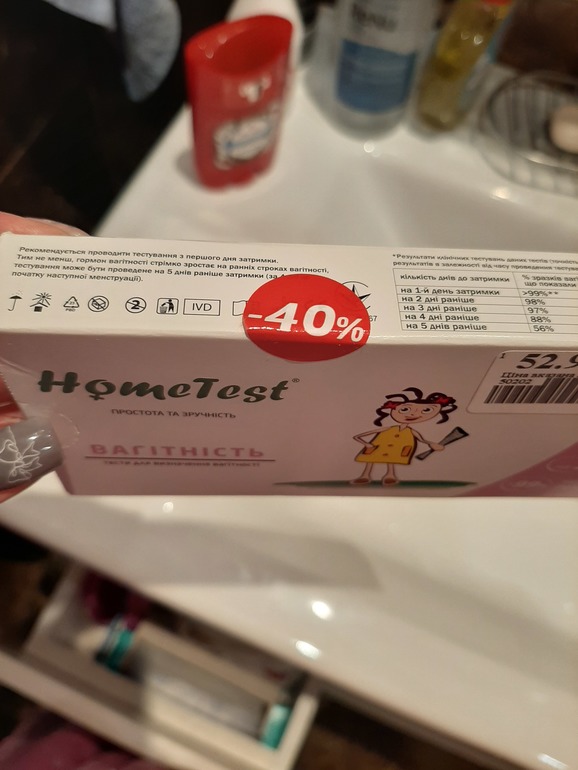 Рекомендується проводити тестування з першого дня затримки.
Тим не менш, гормон вагітності стрімко зростає на ранніх строках вагітності,
тестування може бути проведене на 5 днів раніше затримки (за
початку наступної менструації).
*Результати клінічних тестувань даних тестів
результатів в залежності від часу проведення
кількість днів до затримки
% зразків
що показали
на 1-й день затримки >99%**
на 2 дні раніше 98%
на 3 дні раніше 97%
на 4 дні раніше 88%
на 5 днів раніше 56%
IVD
-40%
HomeTest®
ПРОСТОТА ТА ЗРУЧНІСТЬ
ВАГІТНІСТЬ
ТЕСТИ ДЛЯ ВИЗНАЧЕННЯ ВАГІТНОСТІ
52.9
Ціна
50202